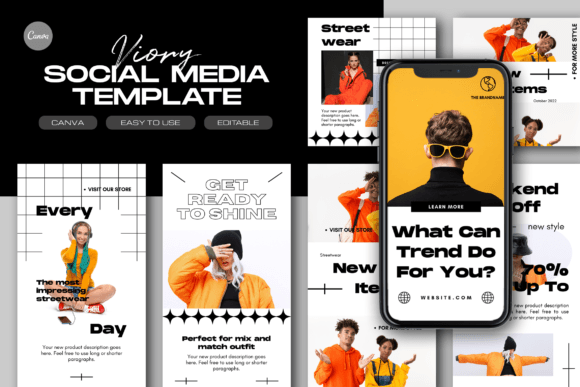 Canva
Viory
SOCIAL MEDIA
TEMPLATE
CANVA
EASY TO USE
EDITABLE
Street
wear
Your new product
description goes
here. Feel free to
use long or shorter
paragraphs.
FOR MORE STYLE
Items
October 2022
THE BRANDNAME
LEARN MORE
What Can
Trend Do
For You?
WEBSITE.COM
VISIT OUR STORE
Every
The most
impressing
streetwear
Day
Your new product description goes
here. Feel free to use long or shorter
paragraphs.
GET
READY
TO SHINE
Perfect for mix and
match outfit
Your new product description goes
here. Feel free to use long or shorter
paragraphs.
VISIT OUR STORE
Streetwear
New
new style
70%
Up To
Your new product description goes
here. Feel free to use long or shorter
paragraphs.